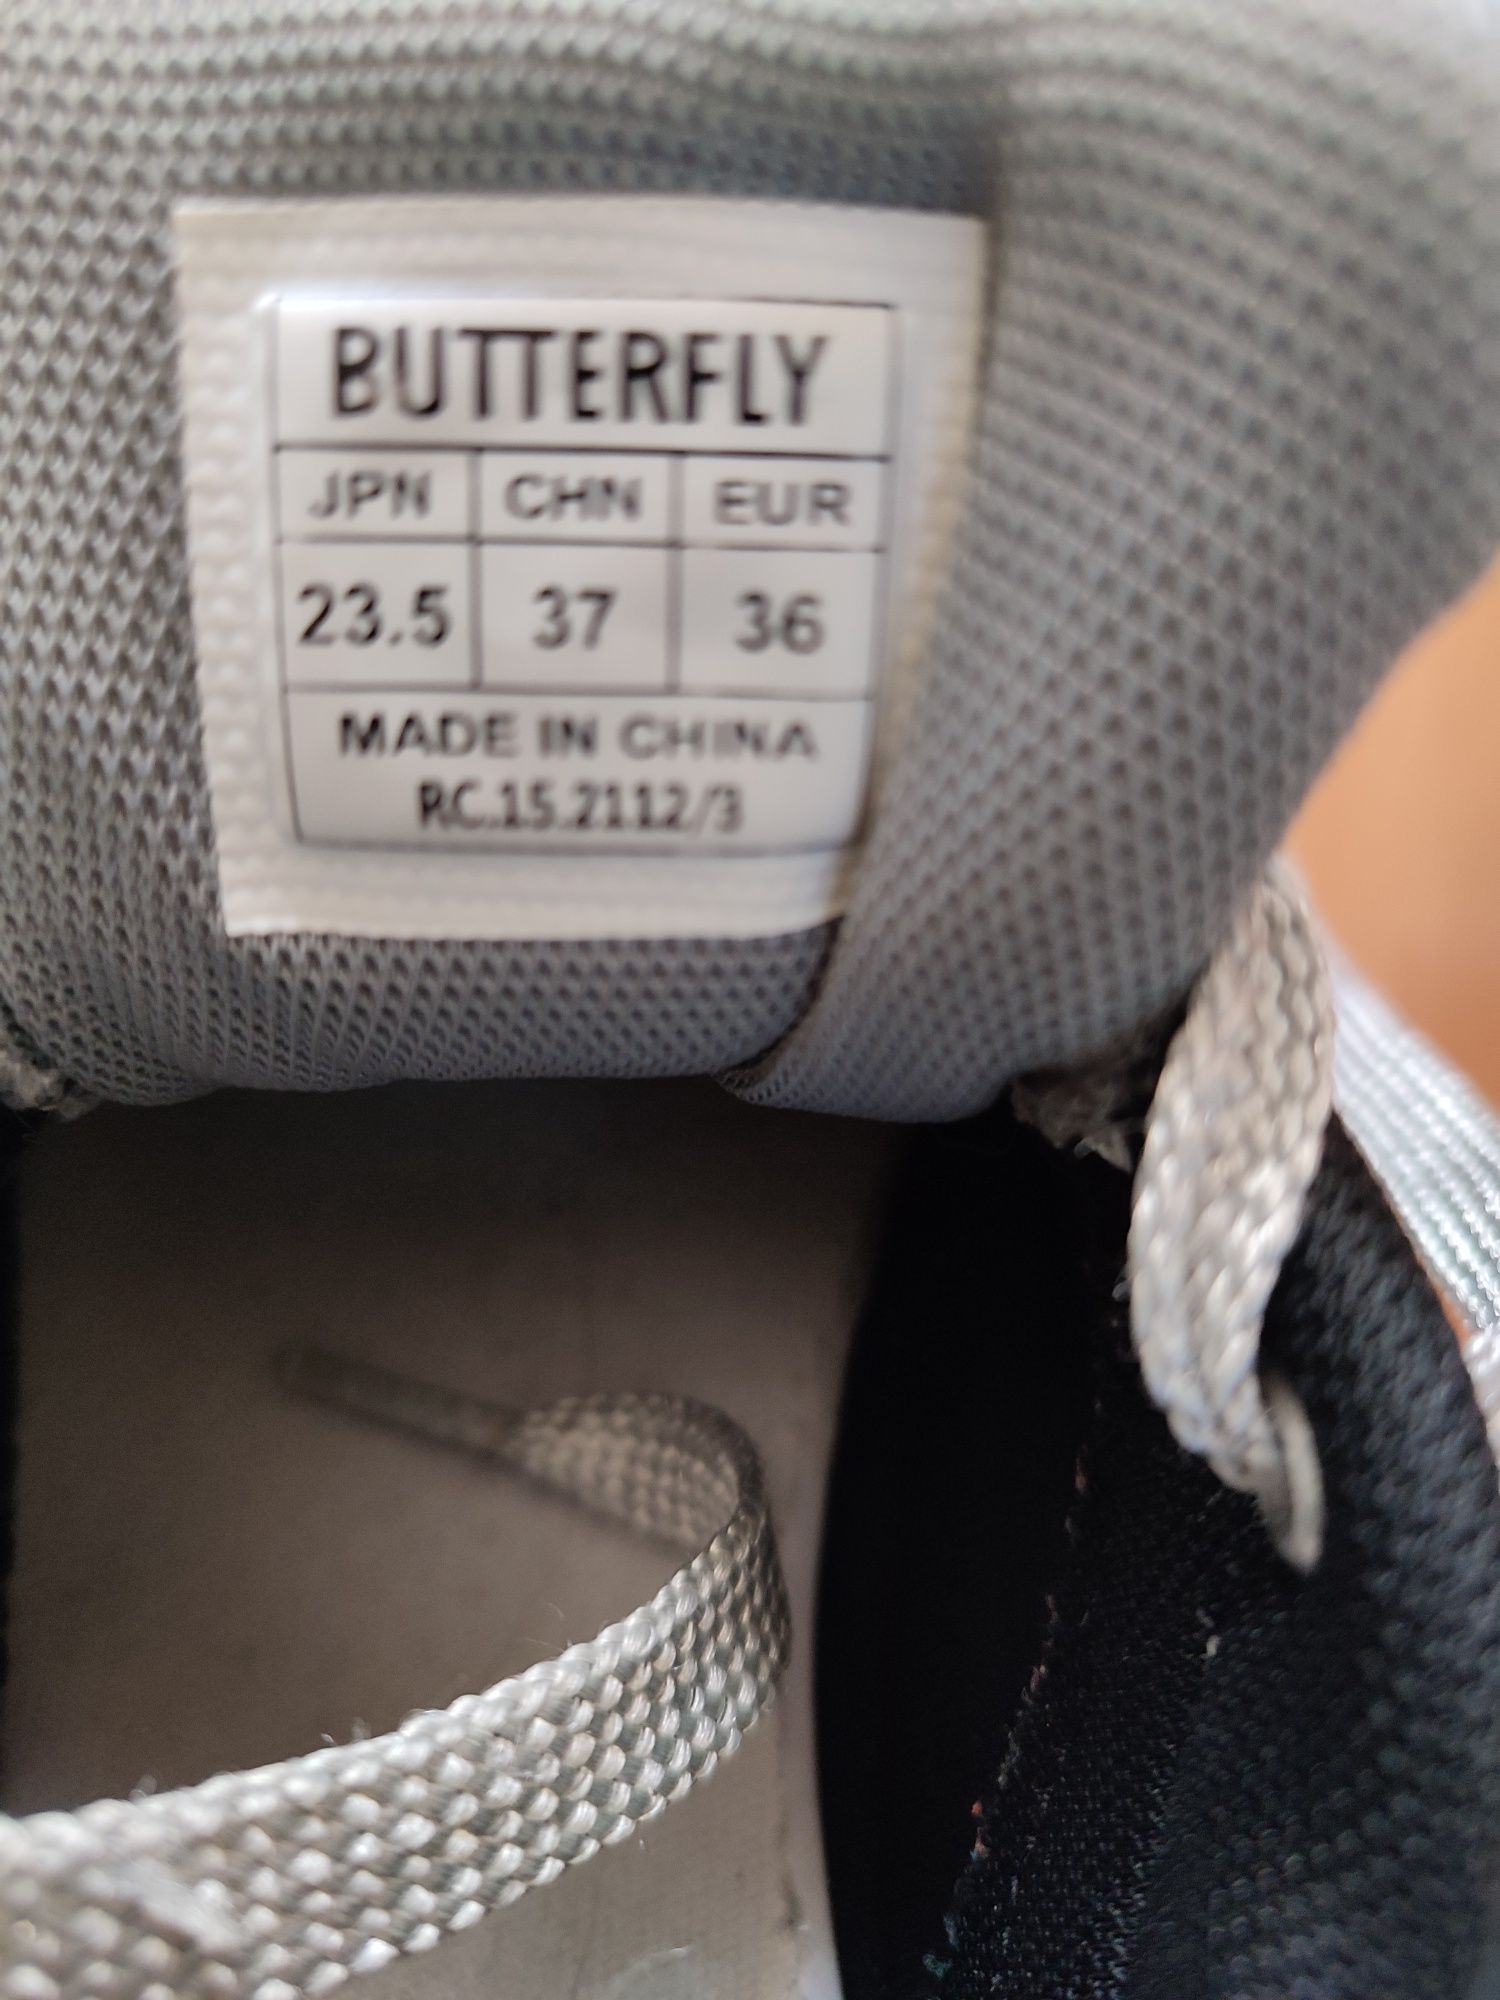 BUTTERFLY
JPN CHN EUR
23.5 37 36
MADE IN CHINA
RC.15.2112/3